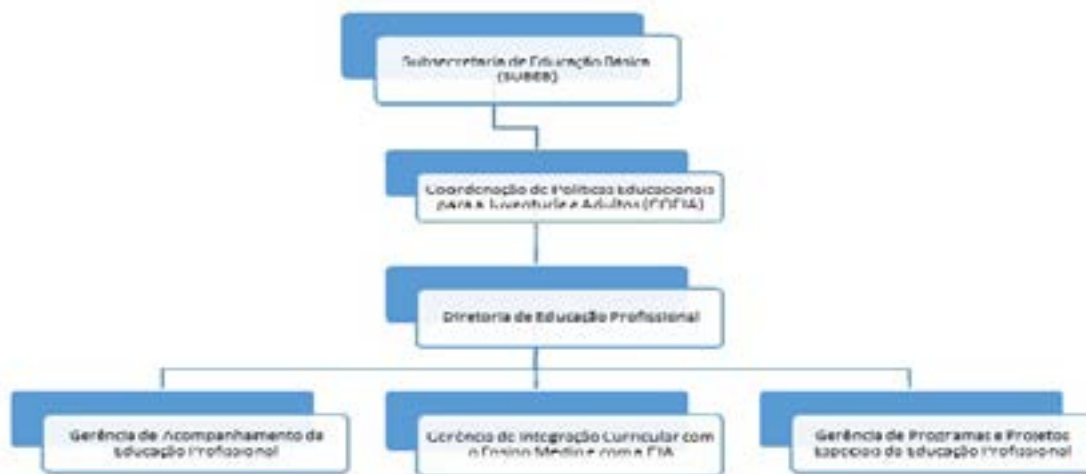 Subsecretaria de Educação Básica
(SUBEB)
Coordenação de Políticas Educacionais
para a Juventude e Adultos
Diretoria de Educação Profissional
Gerência de Acompanhamento da
Educação Profissional
Gerência de Integração Curricular com
o Ensino Médio e com a EJA
Gerência de Programas e Projetos
Especiais da Educação Profissional